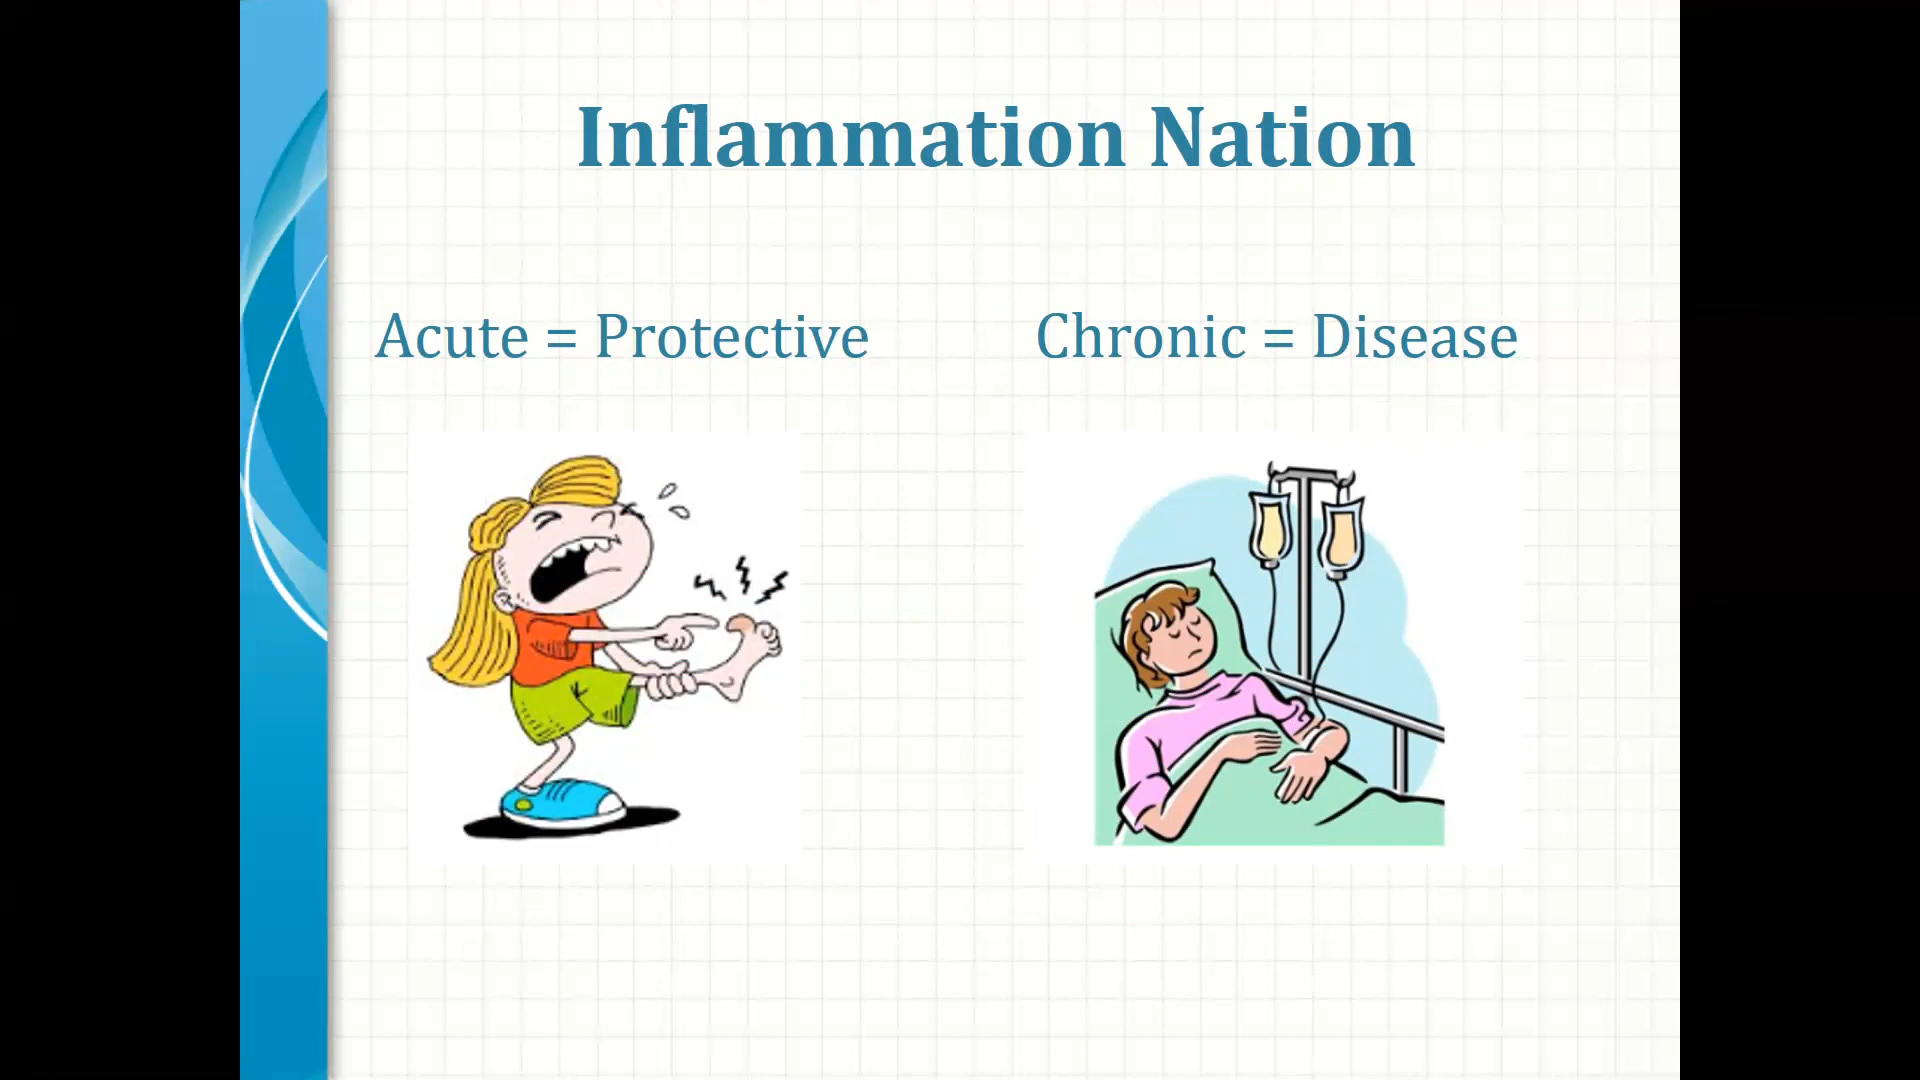 Inflammation Nation
Acute = Protective
Chronic = Disease